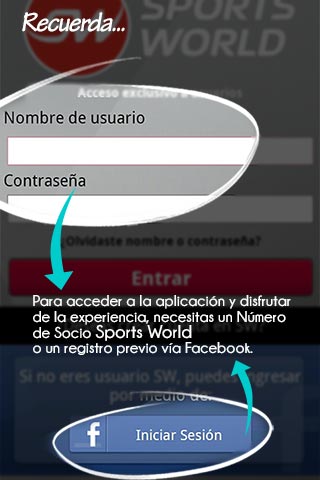 Recuerda...
SW
SPORTS
WORLD
Acceso exclusivo a usuarios
Nombre de usuario
Contraseña
¿Olvidaste nombre o contraseña?
Entrar
Para acceder a la aplicación y disfrutar
de la experiencia, necesitas un Número
de Socio Sports World
o un registro previo vía Facebook.
Si no eres usuario SW, puedes ingresar
por medio de:
f Iniciar Sesión